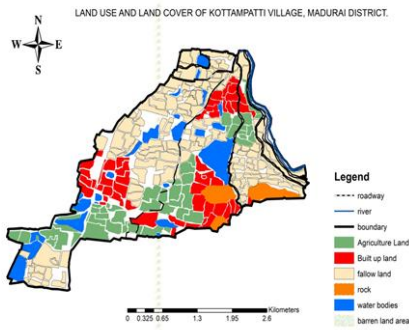 LAND USE AND LAND COVER OF KOTTAMPATTI VILLAGE, MADURAI DISTRICT.
N
W E
S
Legend
roadway
river
boundary
Agriculture Land
Built up land
fallow land
rock
water bodies
barren land area
Kilometers
0 0.325 0.65 1.3 1.95 2.6